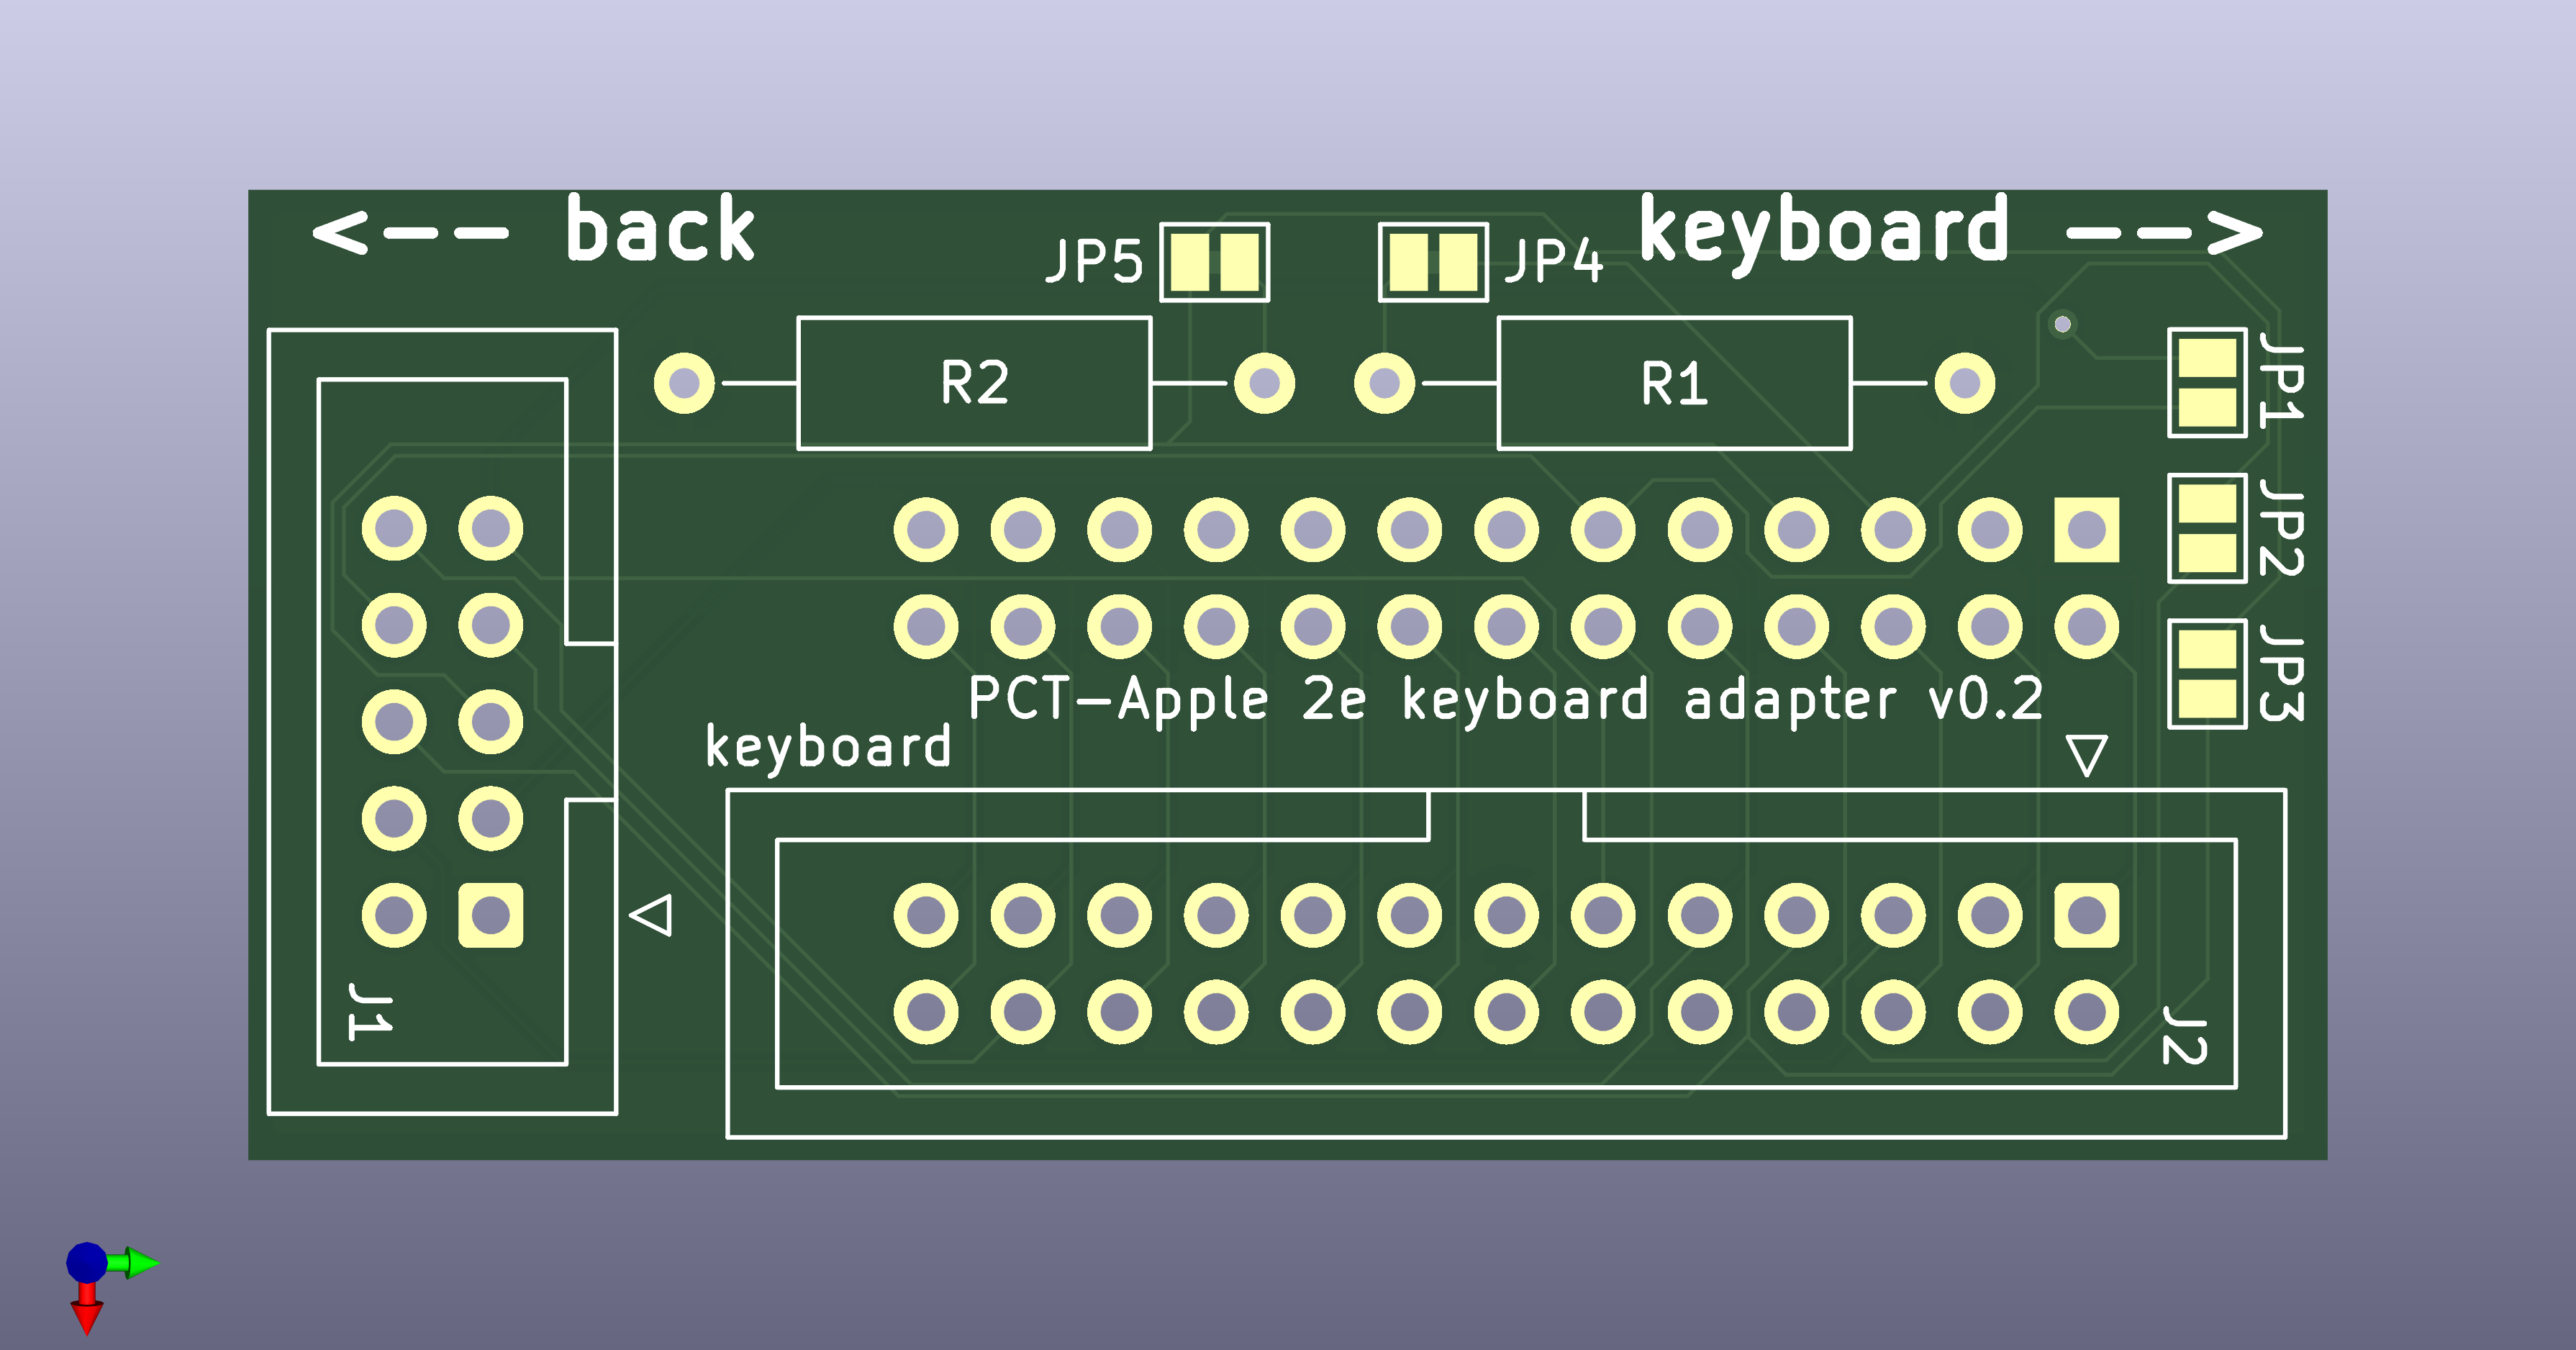 <-- back
keyboard -->
JP5
JP4
R2
R1
JP1
JP2
JP3
PCT-Apple 2e keyboard adapter v0.2
keyboard
J1
J2